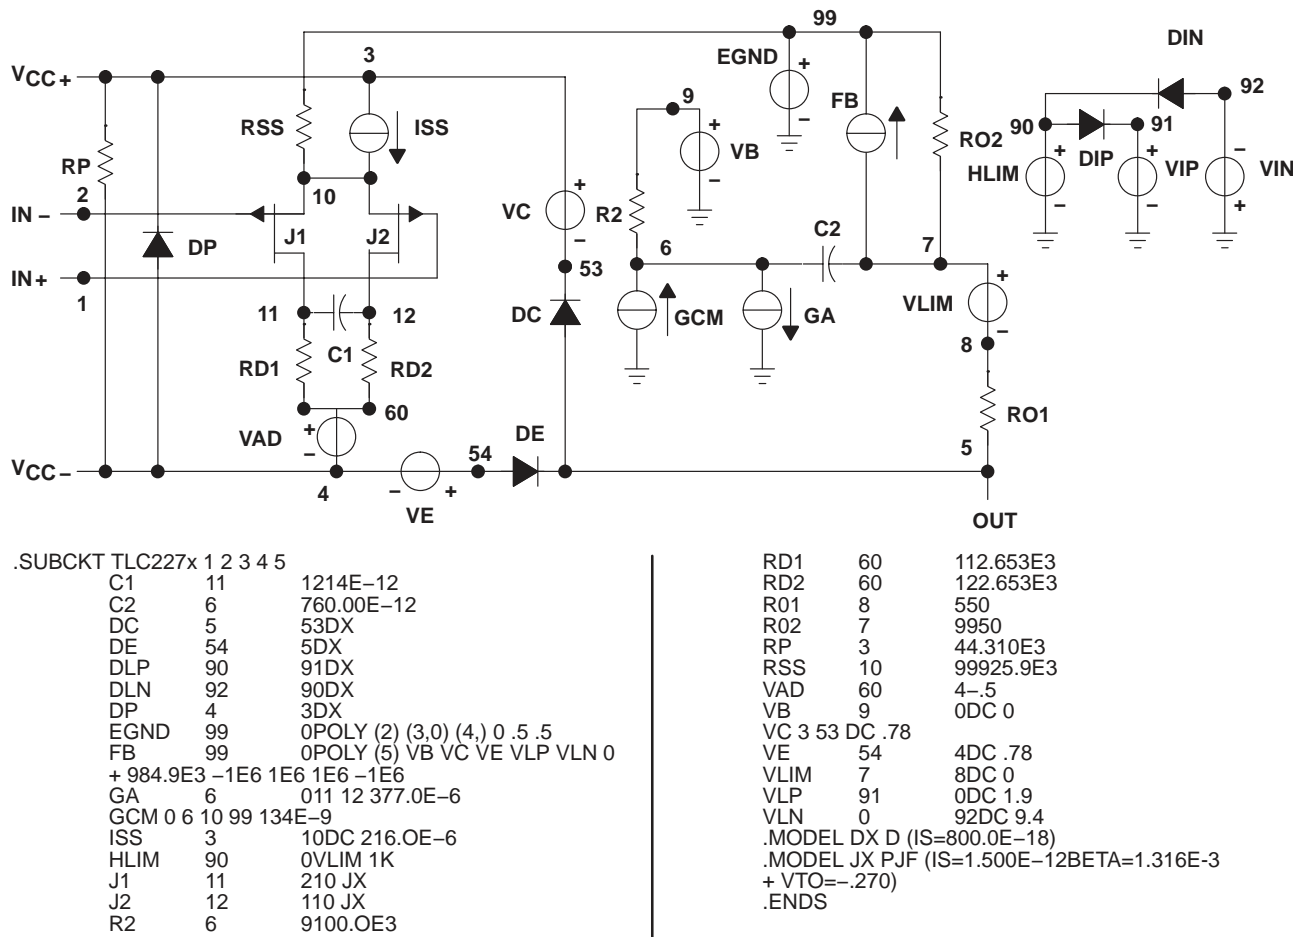 99
DIN
3
VCC+
EGND
+
92
9
FB
RSS
ISS
+
90
91
RO2
RP
VB
DIP
2
10
HLIM
VIP
VIN
IN−
VC
R2
C2
J1
J2
DP
6
7
IN+
53
1
11
12
DC
GCM
GA
VLIM
C1
8
RD1
RD2
60
RO1
VAD
DE
54
5
VCC−
4
VE
OUT
.SUBCKT TLC227x 1 2 3 4 5
C1 11 1214E−12
C2 6 760.00E−12
DC 5 53DX
DE 54 5DX
DLP 90 91DX
DLN 92 90DX
DP 4 3DX
EGND 99 0POLY (2) (3,0) (4,) 0 .5 .5
FB 99 0POLY (5) VB VC VE VLP VLN 0
+ 984.9E3 −1E6 1E6 1E6 −1E6
GA 6 011 12 377.0E−6
GCM 0 6 10 99 134E−9
ISS 3 10DC 216.OE−6
HLIM 90 0VLIM 1K
J1 11 210 JX
J2 12 110 JX
R2 6 9100.OE3
RD1 60 112.653E3
RD2 60 122.653E3
R01 8 550
R02 7 9950
RP 3 44.310E3
RSS 10 99925.9E3
VAD 60 4−.5
VB 9 0DC 0
VC 3 53 DC .78
VE 54 4DC .78
VLIM 7 8DC 0
VLP 91 0DC 1.9
VLN 0 92DC 9.4
.MODEL DX D (IS=800.0E−18)
.MODEL JX PJF (IS=1.500E−12BETA=1.316E-3
+ VTO=−.270)
.ENDS